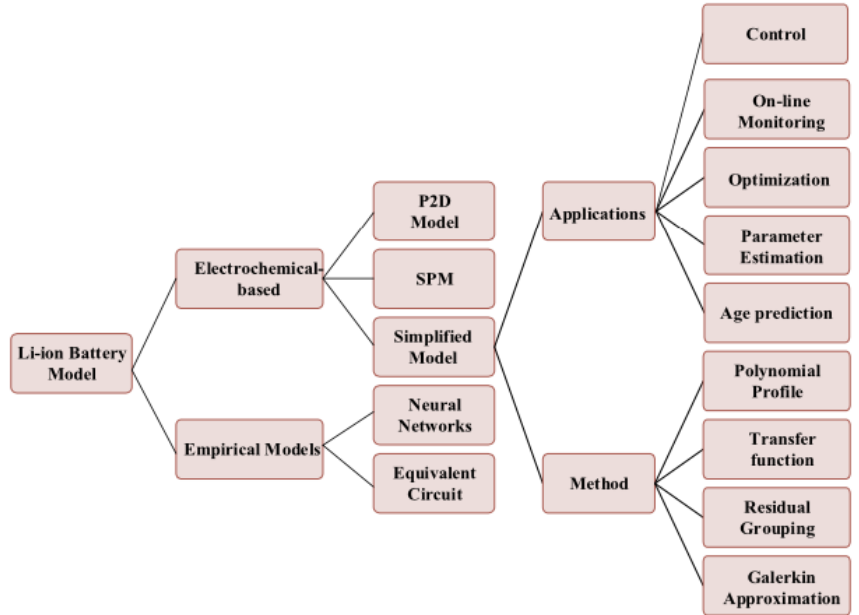 Li-ion Battery
Model
Electrochemical-
based
Empirical Models
P2D
Model
SPM
Simplified
Model
Neural
Networks
Equivalent
Circuit
Applications
Method
Control
On-line
Monitoring
Optimization
Parameter
Estimation
Age prediction
Polynomial
Profile
Transfer
function
Residual
Grouping
Galerkin
Approximation